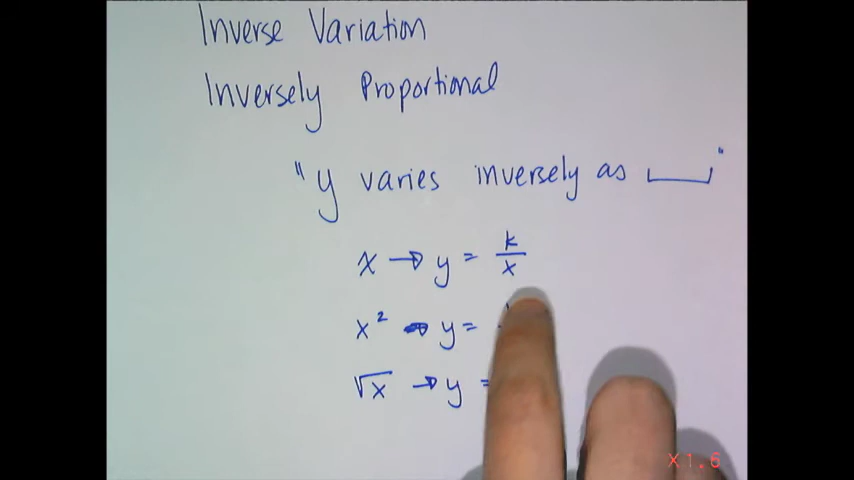 Inverse Variation
Inversely Proportional
"y varies inversely as ⎵"
x → y = k/x
x² → y =
√x → y =
X1.6